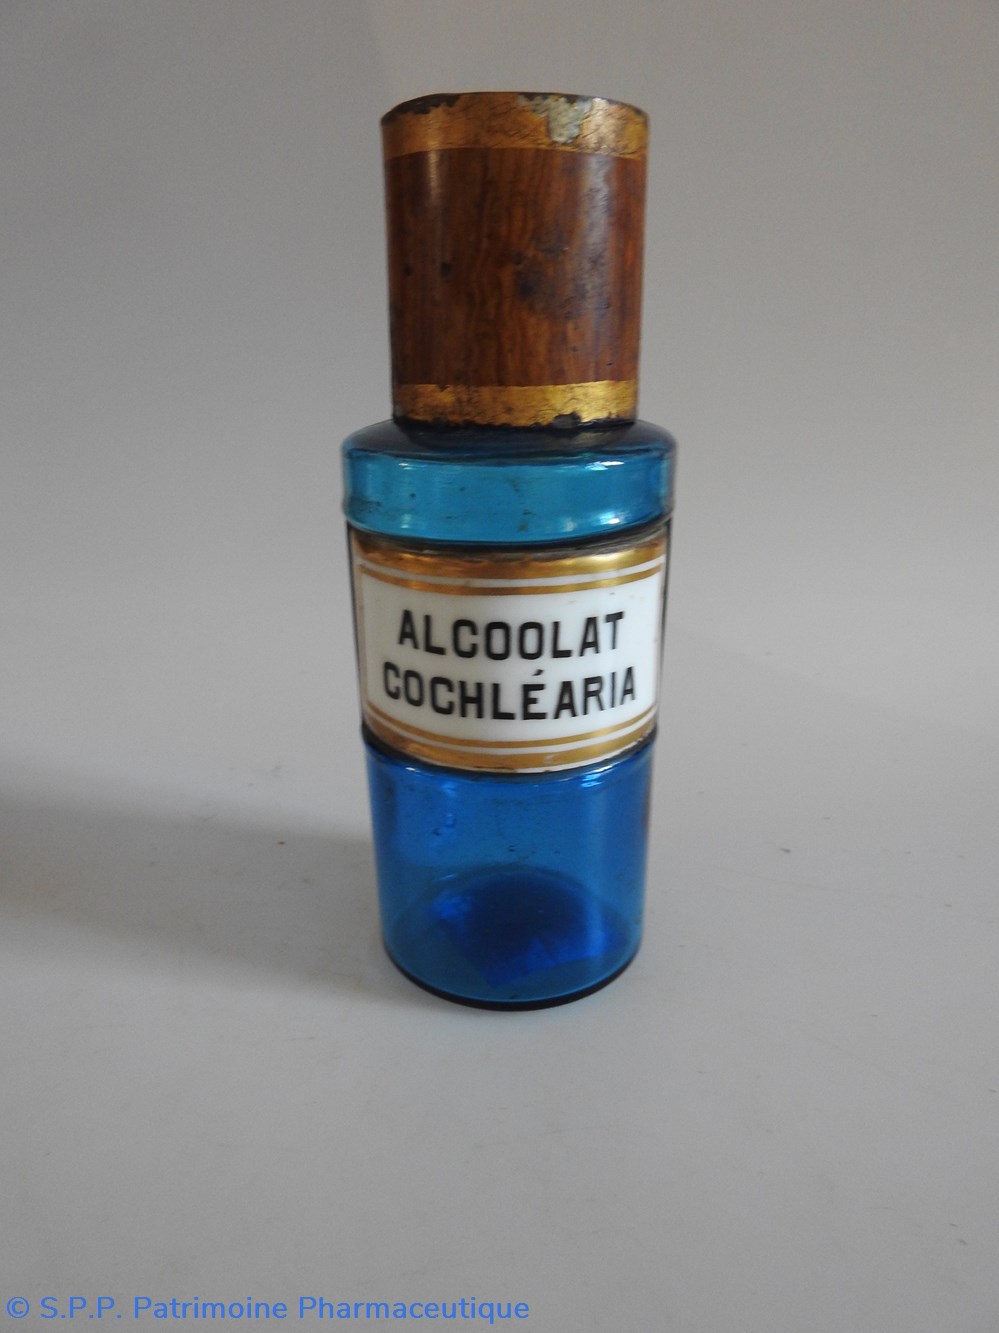 ALCOOLAT
COCHLÉARIA
© S.P.P. Patrimoine Pharmaceutique